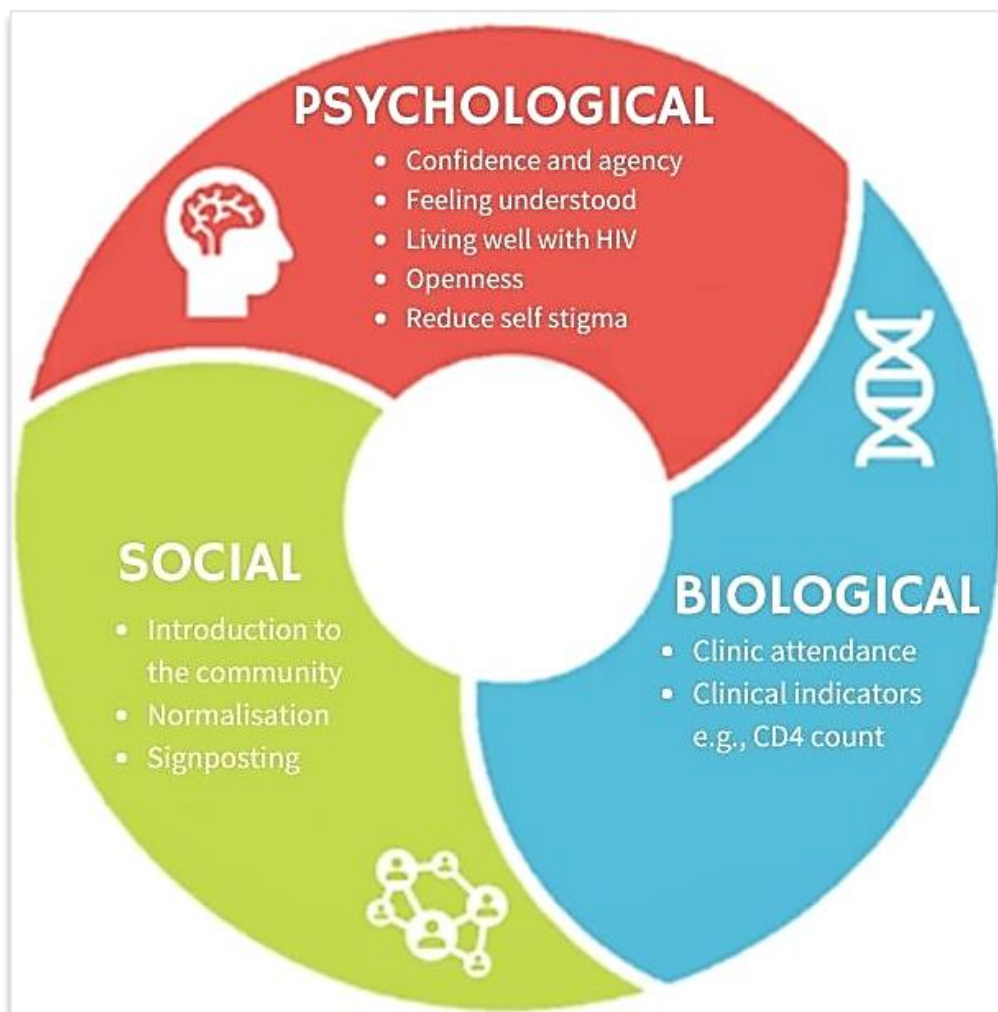 PSYCHOLOGICAL
• Confidence and agency
• Feeling understood
• Living well with HIV
• Openness
• Reduce self stigma
SOCIAL
• Introduction to
the community
• Normalisation
• Signposting
BIOLOGICAL
• Clinic attendance
• Clinical indicators
e.g., CD4 count